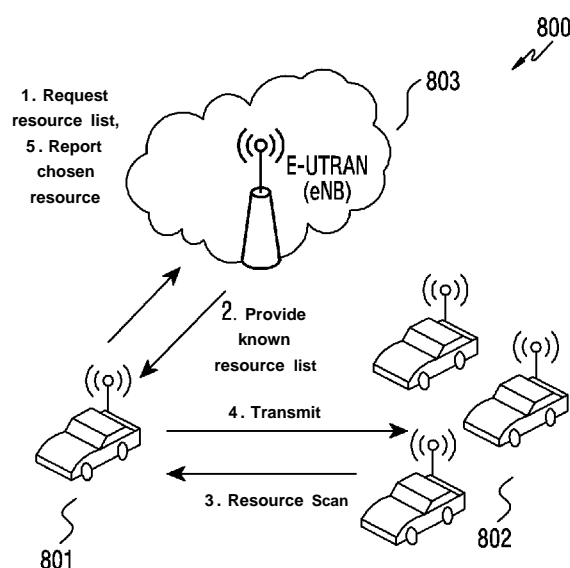 800
803
1. Request
resource list,
5. Report
chosen
resource
E-UTRAN
(eNB)
2. Provide
known
resource list
4. Transmit
3. Resource Scan
801
802